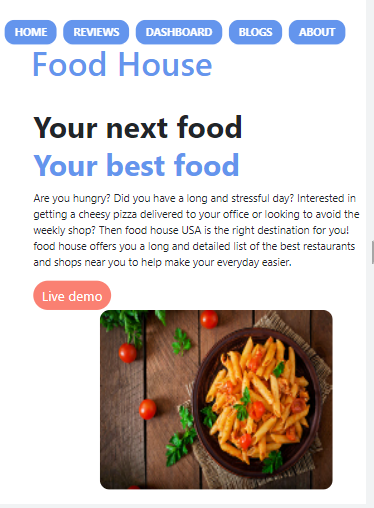 HOME REVIEWS DASHBOARD BLOGS ABOUT
Food House
Your next food
Your best food
Are you hungry? Did you have a long and stressful day? Interested in
getting a cheesy pizza delivered to your office or looking to avoid the
weekly shop? Then food house USA is the right destination for you!
food house offers you a long and detailed list of the best restaurants
and shops near you to help make your everyday easier.
Live demo